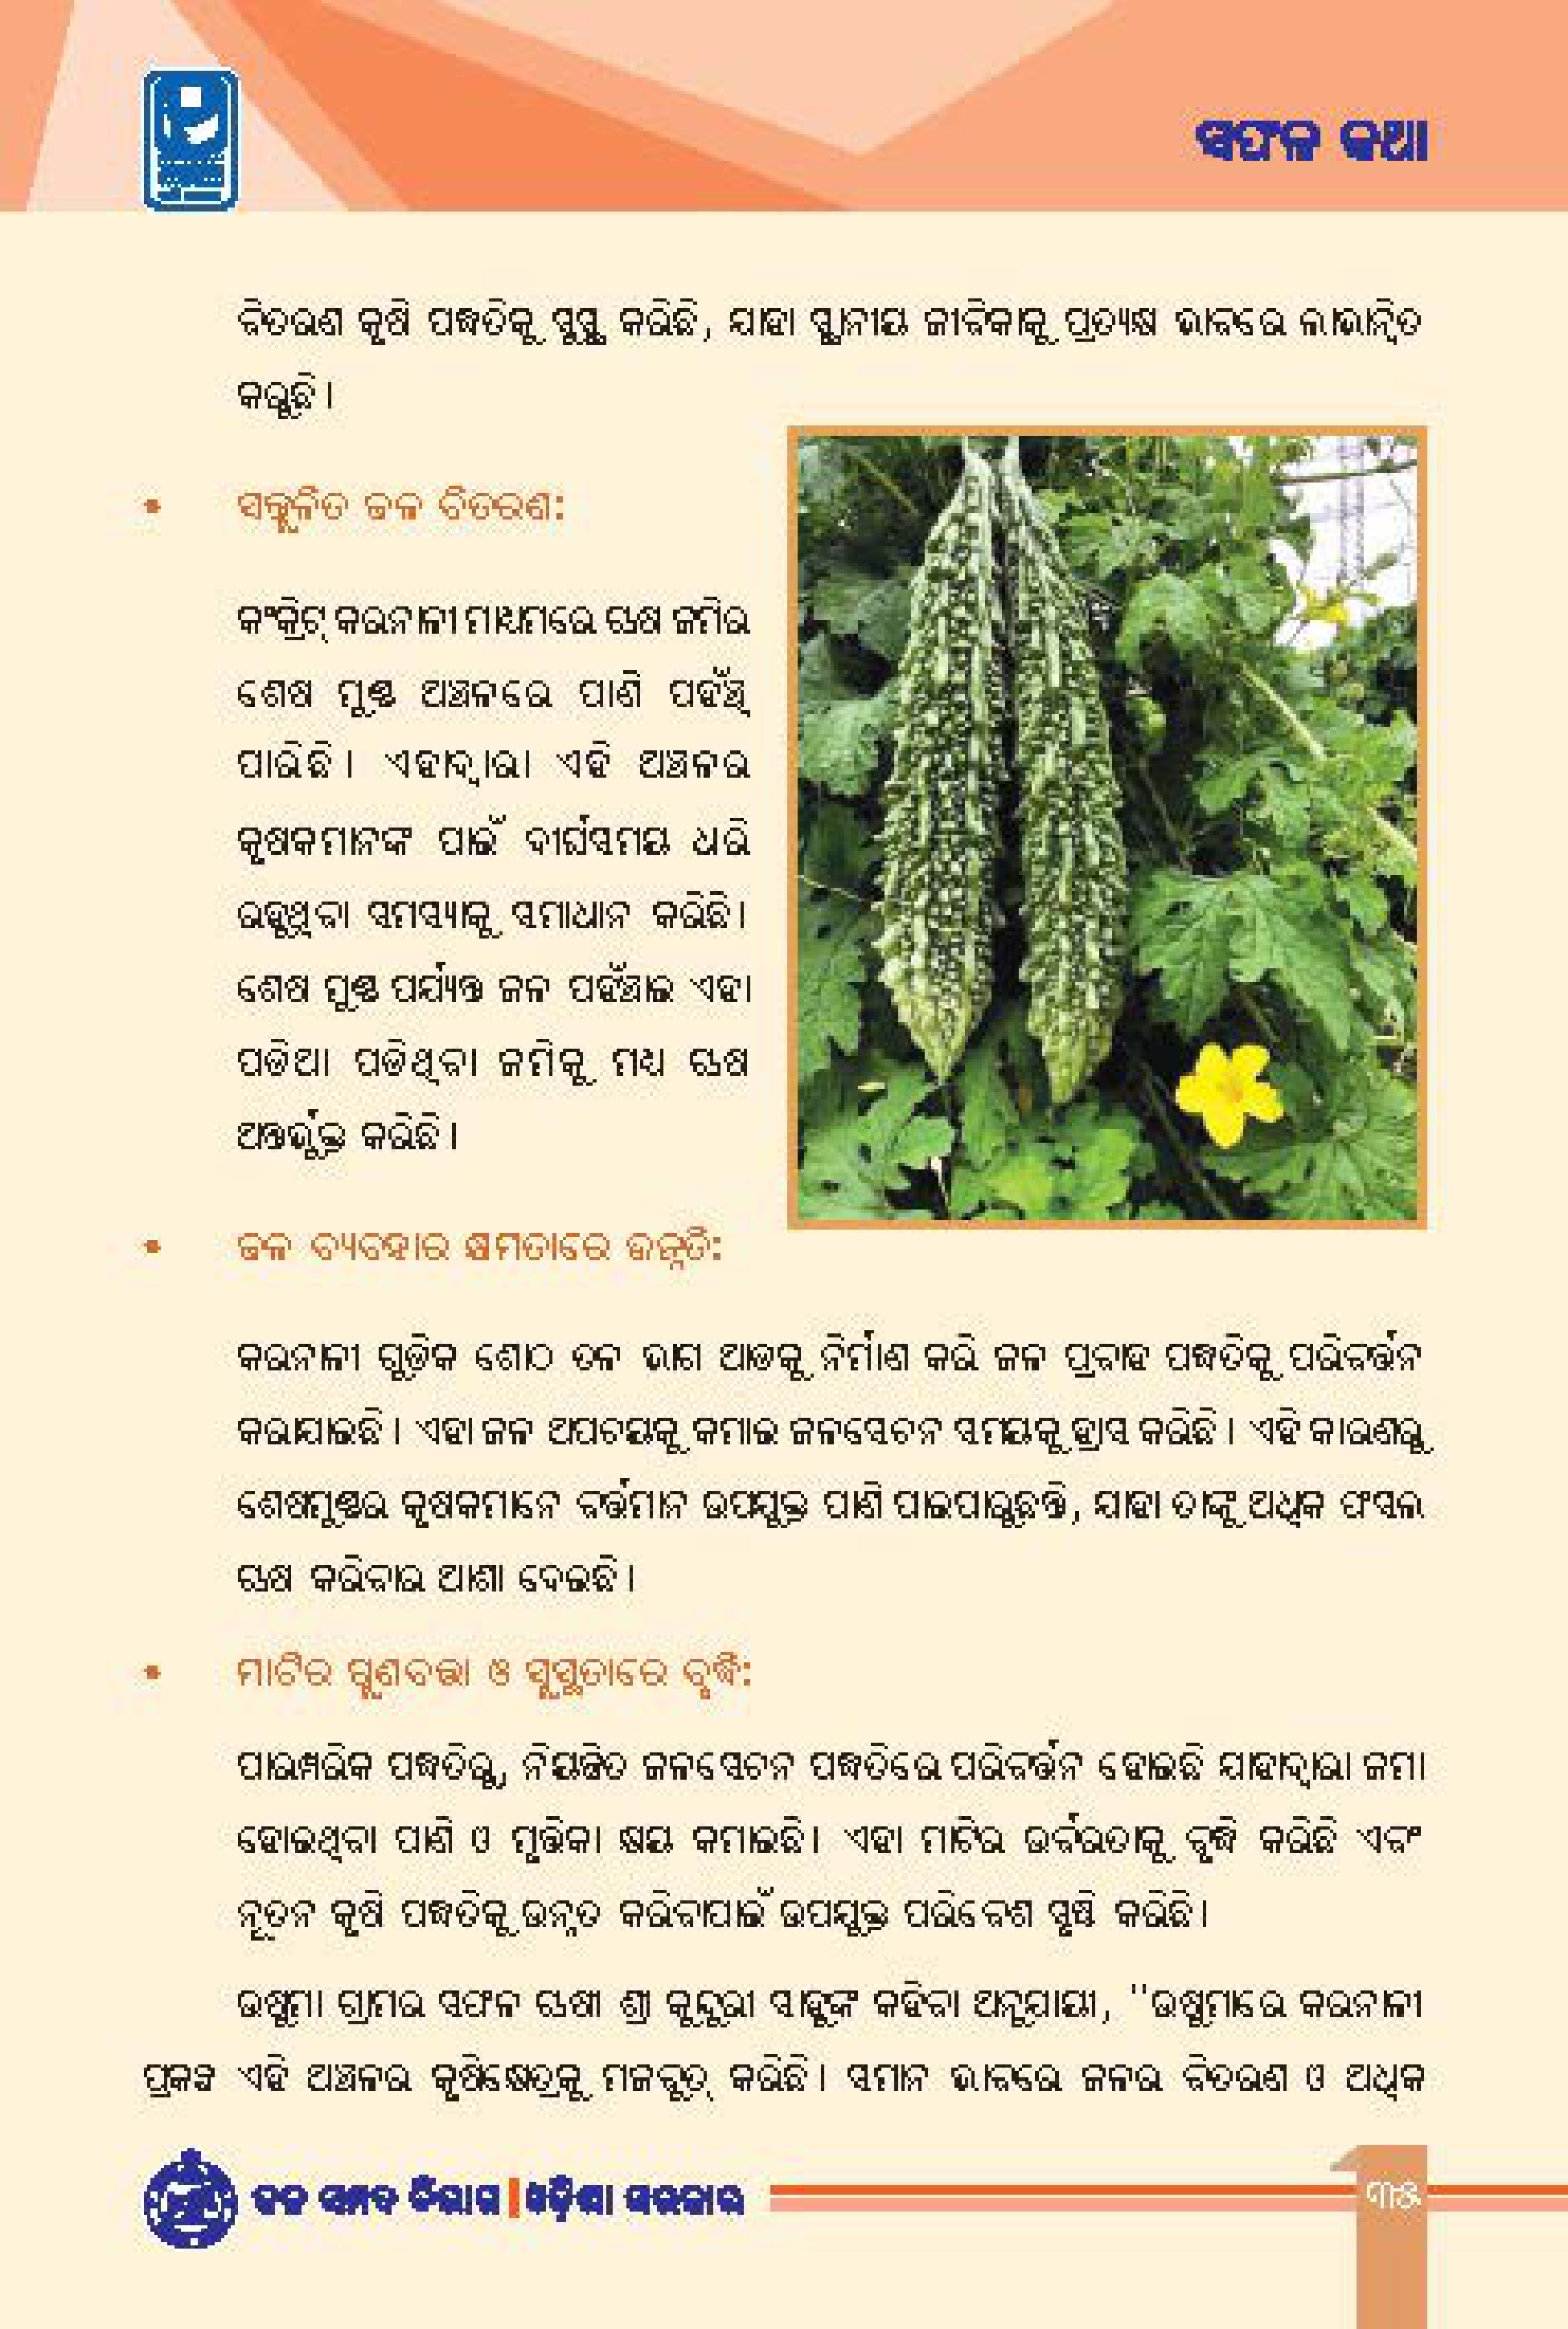 ସଫଳ କଥା
ବିତରଣ କୃଷି ପଦ୍ଧତିକୁ ସୁସ୍ଥ କରିଛି, ଯାହା ସ୍ଥାନୀୟ ଜୀବିକାକୁ ପ୍ରତ୍ୟକ୍ଷ ଭାବରେ ଲାଭାନ୍ୱିତ
କରୁଛି।
• ସନ୍ତୁଳିତ ଜଳ ବିତରଣ:
କଂକ୍ରିଟ୍ କରନାଳୀ ମାଧ୍ୟମରେ ଚାଷ ଜମିର
ଶେଷ ମୁଣ୍ଡ ଅଞ୍ଚଳରେ ପାଣି ପହଁଞ୍ଚି
ପାରିଛି। ଏହାଦ୍ୱାରା ଏହି ଅଞ୍ଚଳର
କୃଷକମାନଙ୍କ ପାଇଁ ଦୀର୍ଘସମୟ ଧରି
ରହୁଥିବା ସମସ୍ୟାକୁ ସମାଧାନ କରିଛି।
ଶେଷ ମୁଣ୍ଡ ପର୍ଯ୍ୟନ୍ତ ଜଳ ପହଁଞ୍ଚାଇ ଏହା
ପଡିଆ ପଡିଥିବା ଜମିକୁ ମଧ୍ୟ ଚାଷ
ଅନ୍ତର୍ଭୁକ୍ତ କରିଛି।
• ଜଳ ବ୍ୟବହାର କ୍ଷମତାରେ ଉନ୍ନତି:
କରନାଳୀ ଗୁଡିକ ଶେଠ ତଳ ଭାଗ ଆଡକୁ ନିର୍ମାଣ କରି ଜଳ ପ୍ରବାହ ପଦ୍ଧତିକୁ ପରିବର୍ତ୍ତନ
କରାଯାଇଛି। ଏହା ଜଳ ଅପଚୟକୁ କମାଇ ଜଳସେଚନ ସମୟକୁ ହ୍ରାସ କରିଛି। ଏହି କାରଣରୁ
ଶେଷମୁଣ୍ଡର କୃଷକମାନେ ବର୍ତ୍ତମାନ ଉପଯୁକ୍ତ ପାଣି ପାଇପାରୁଛନ୍ତି, ଯାହା ତାଙ୍କୁ ଅଧିକ ଫସଲ
ଚାଷ କରିବାର ଆଶା ଦେଇଛି।
• ମାଟିର ଗୁଣବତ୍ତା ଓ ସୁସ୍ଥତାରେ ବୃଦ୍ଧି:
ପାରମ୍ପରିକ ପଦ୍ଧତିରୁ, ନିୟନ୍ତ୍ରିତ ଜଳସେଚନ ପଦ୍ଧତିରେ ପରିବର୍ତ୍ତନ ହୋଇଛି ଯାହାଦ୍ୱାରା ଜମା
ହୋଇଥିବା ପାଣି ଓ ମୃତ୍ତିକା କ୍ଷୟ କମାଇଛି। ଏହା ମାଟିର ଉର୍ବରତାକୁ ବୃଦ୍ଧି କରିଛି ଏବଂ
ନୂତନ କୃଷି ପଦ୍ଧତିକୁ ଉନ୍ନତ କରିବାପାଇଁ ଉପଯୁକ୍ତ ପରିବେଶ ସୃଷ୍ଟି କରିଛି।
ଉଷୁମା ଗ୍ରାମର ସଫଳ ଚାଷୀ ଶ୍ରୀ କୁନ୍ଦୁରୀ ସାହୁଙ୍କ କହିବା ଅନୁଯାୟୀ, "ଉଷୁମାରେ କରନାଳୀ
ପ୍ରକଳ୍ପ ଏହି ଅଞ୍ଚଳର କୃଷିକ୍ଷେତ୍ରକୁ ମଜବୁତ୍ କରିଛି। ସମାନ ଭାବରେ ଜଳର ବିତରଣ ଓ ଅଧିକ
ଜଳ ସମ୍ପଦ ବିଭାଗ | ଓଡ଼ିଶା ସରକାର